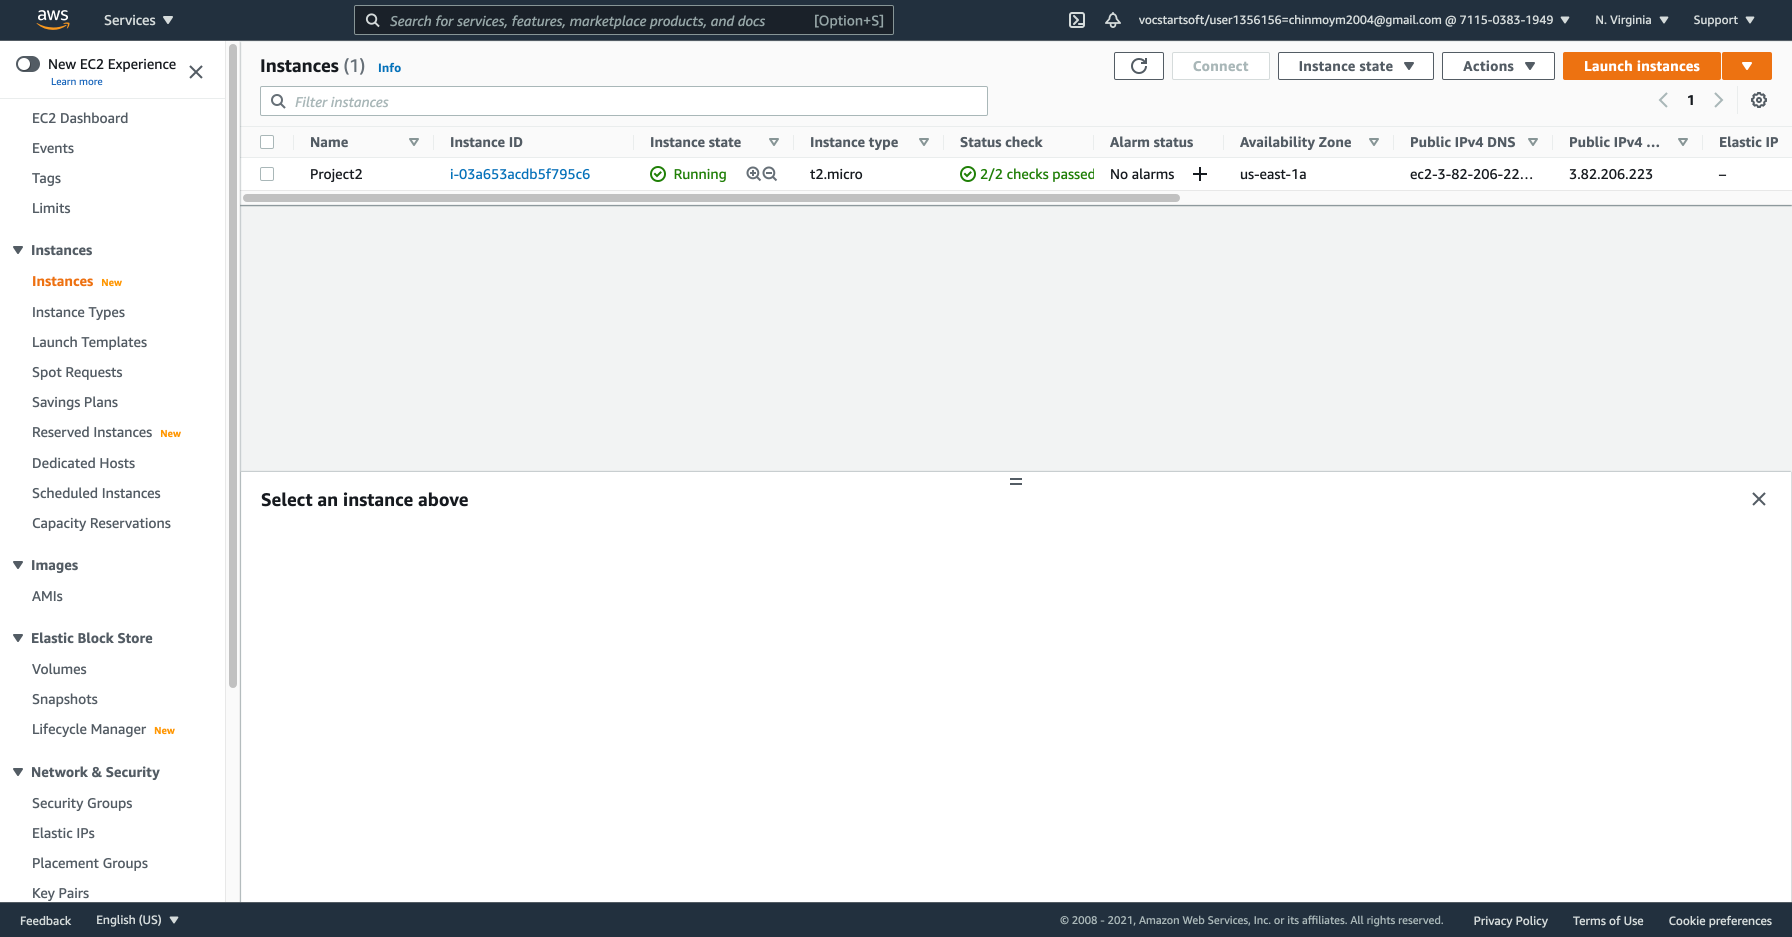 aws
Services
Search for services, features, marketplace products, and docs [Option+S]
vocstartsoft/user1356156=chinmoym2004@gmail.com @ 7115-0383-1949
N. Virginia
Support
New EC2 Experience
Learn more
EC2 Dashboard
Events
Tags
Limits
Instances
Instances New
Instance Types
Launch Templates
Spot Requests
Savings Plans
Reserved Instances New
Dedicated Hosts
Scheduled Instances
Capacity Reservations
Images
AMIs
Elastic Block Store
Volumes
Snapshots
Lifecycle Manager New
Network & Security
Security Groups
Elastic IPs
Placement Groups
Key Pairs
Instances (1) Info
Connect
Instance state
Actions
Launch instances
Filter instances
1
Name Instance ID Instance state Instance type Status check Alarm status Availability Zone Public IPv4 DNS Public IPv4 ... Elastic IP
Project2 i-03a653acdb5f795c6 Running t2.micro 2/2 checks passed No alarms + us-east-1a ec2-3-82-206-22... 3.82.206.223 –
Select an instance above
Feedback
English (US)
© 2008 - 2021, Amazon Web Services, Inc. or its affiliates. All rights reserved.
Privacy Policy
Terms of Use
Cookie preferences